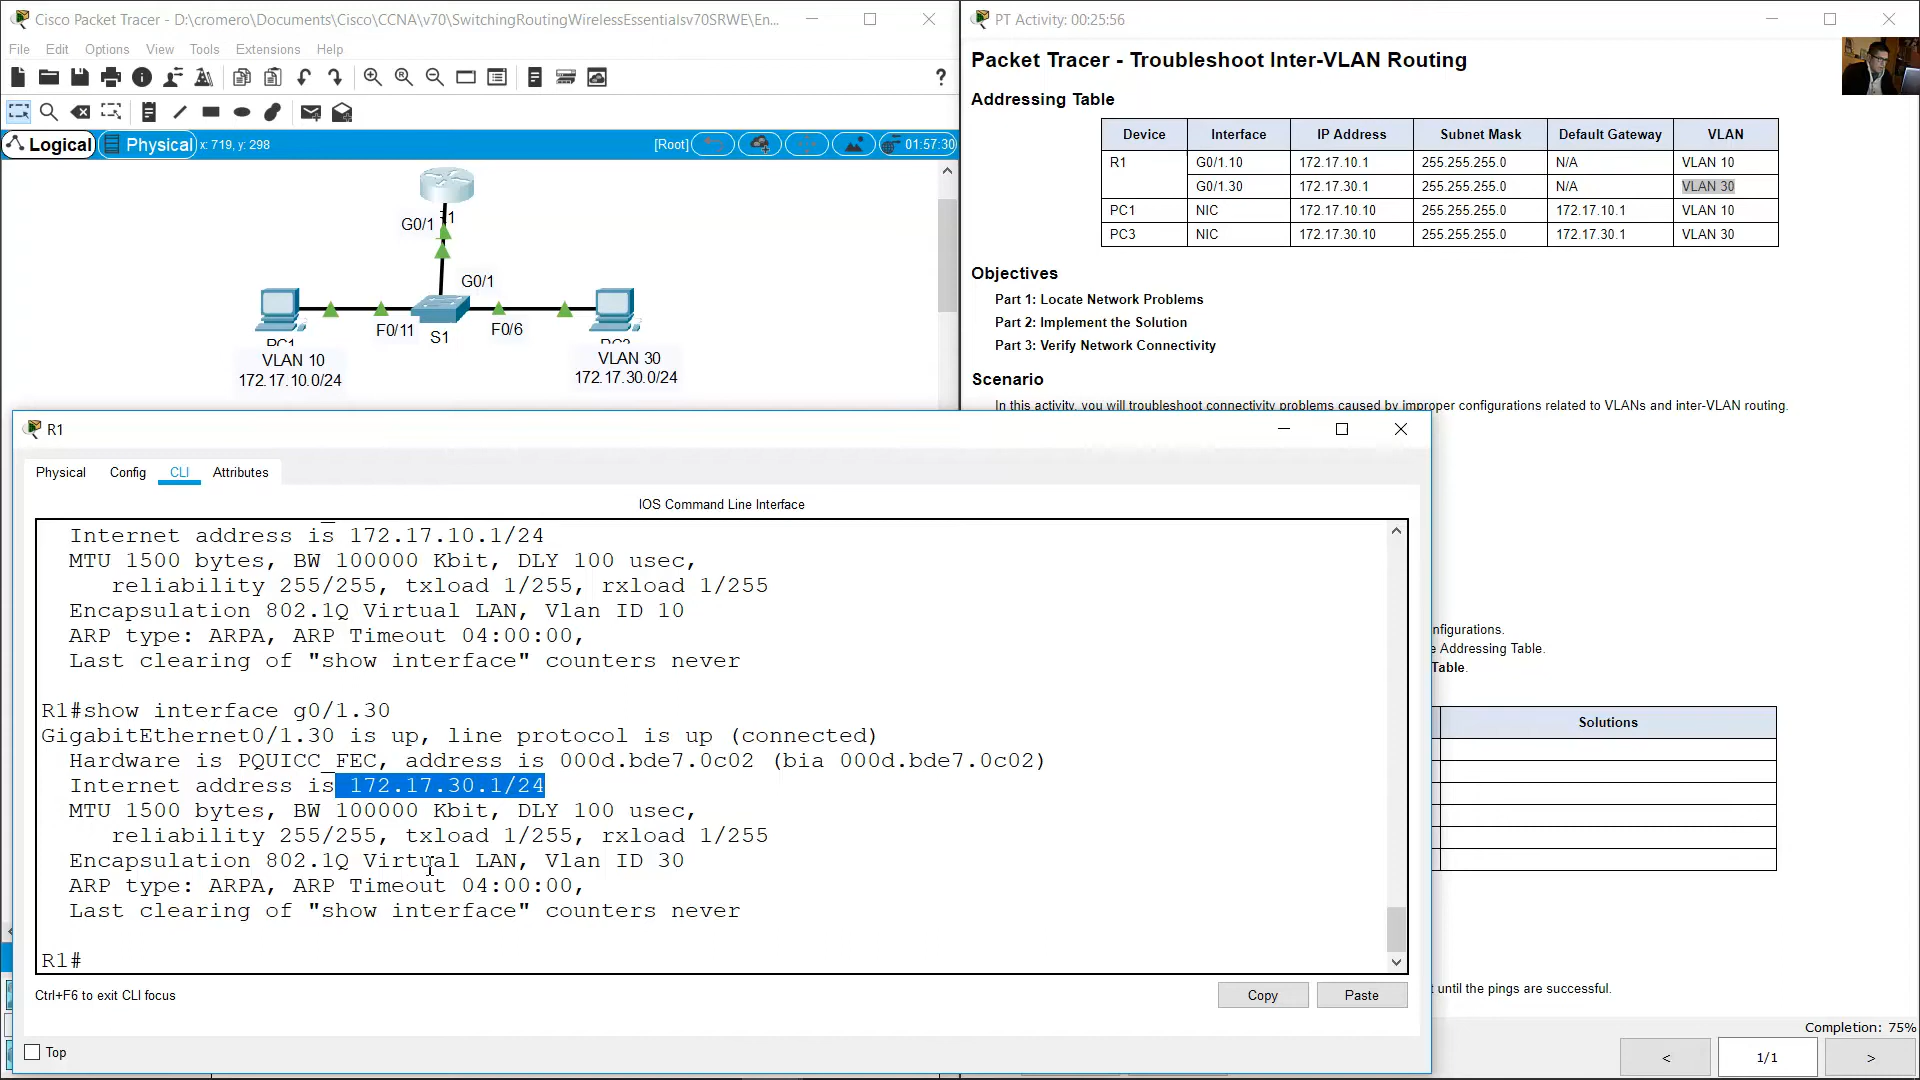 Cisco Packet Tracer - D:\cromero\Documents\Cisco\CCNA\v70\SwitchingRoutingWirelessEssentialsv70SRWE\En...
File Edit Options View Tools Extensions Help
Logical Physical x: 719, y: 298 [Root] 01:57:30
G0/1
G0/1
F0/11 F0/6
S1
VLAN 10
172.17.10.0/24
VLAN 30
172.17.30.0/24
PT Activity: 00:25:56
Packet Tracer - Troubleshoot Inter-VLAN Routing
Addressing Table
Device Interface IP Address Subnet Mask Default Gateway VLAN
R1 G0/1.10 172.17.10.1 255.255.255.0 N/A VLAN 10
G0/1.30 172.17.30.1 255.255.255.0 N/A VLAN 30
PC1 NIC 172.17.10.10 255.255.255.0 172.17.10.1 VLAN 10
PC3 NIC 172.17.30.10 255.255.255.0 172.17.30.1 VLAN 30
Objectives
Part 1: Locate Network Problems
Part 2: Implement the Solution
Part 3: Verify Network Connectivity
Scenario
In this activity, you will troubleshoot connectivity problems caused by improper configurations related to VLANs and inter-VLAN routing.
nfigurations.
e Addressing Table.
Table.
Solutions
t until the pings are successful.
Completion: 75%
< 1/1 >
R1
Physical Config CLI Attributes
IOS Command Line Interface
Internet address is 172.17.10.1/24
MTU 1500 bytes, BW 100000 Kbit, DLY 100 usec,
reliability 255/255, txload 1/255, rxload 1/255
Encapsulation 802.1Q Virtual LAN, Vlan ID 10
ARP type: ARPA, ARP Timeout 04:00:00,
Last clearing of "show interface" counters never
R1#show interface g0/1.30
GigabitEthernet0/1.30 is up, line protocol is up (connected)
Hardware is PQUICC_FEC, address is 000d.bde7.0c02 (bia 000d.bde7.0c02)
Internet address is 172.17.30.1/24
MTU 1500 bytes, BW 100000 Kbit, DLY 100 usec,
reliability 255/255, txload 1/255, rxload 1/255
Encapsulation 802.1Q Virtual LAN, Vlan ID 30
ARP type: ARPA, ARP Timeout 04:00:00,
Last clearing of "show interface" counters never
R1#
Ctrl+F6 to exit CLI focus
Copy Paste
Top